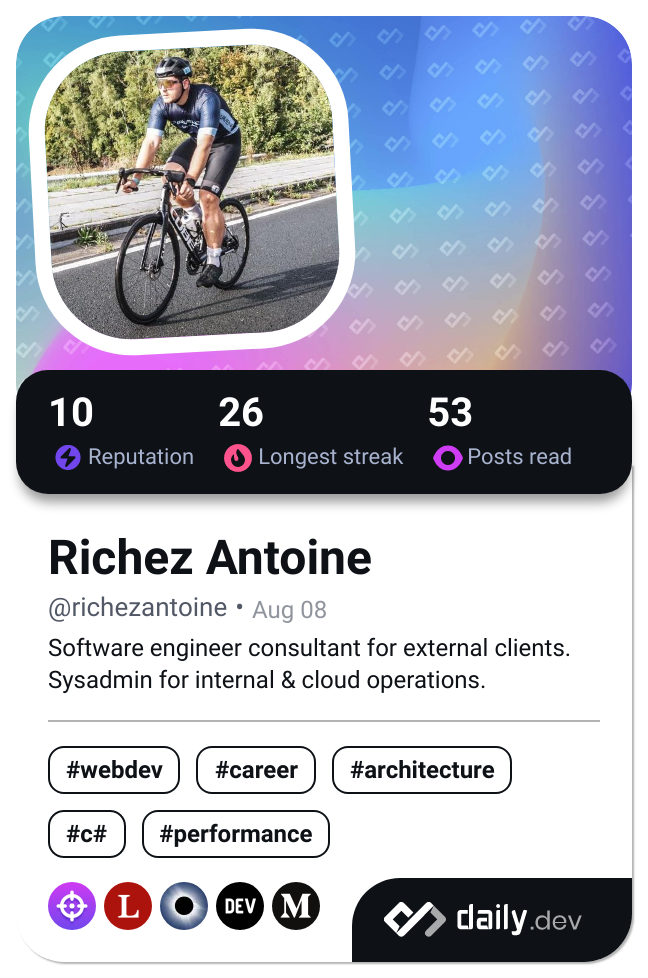 10 26 53
Reputation Longest streak Posts read
Richez Antoine
@richezantoine • Aug 08
Software engineer consultant for external clients.
Sysadmin for internal & cloud operations.
#webdev #career #architecture
#c# #performance
L DEV M
daily.dev